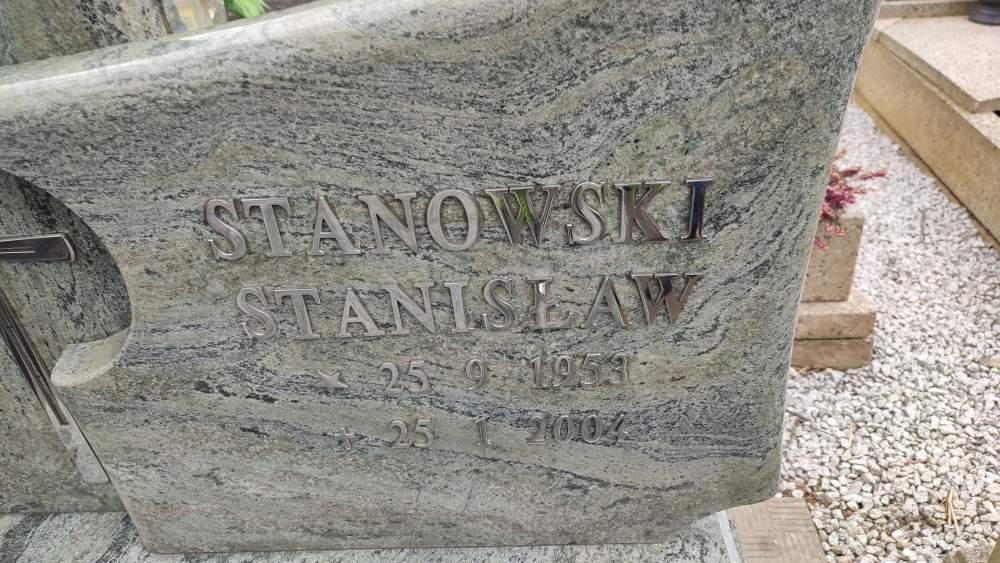 STANOWSKI
STANISŁAW
★ 25 9 1953
✝ 25 1 2004